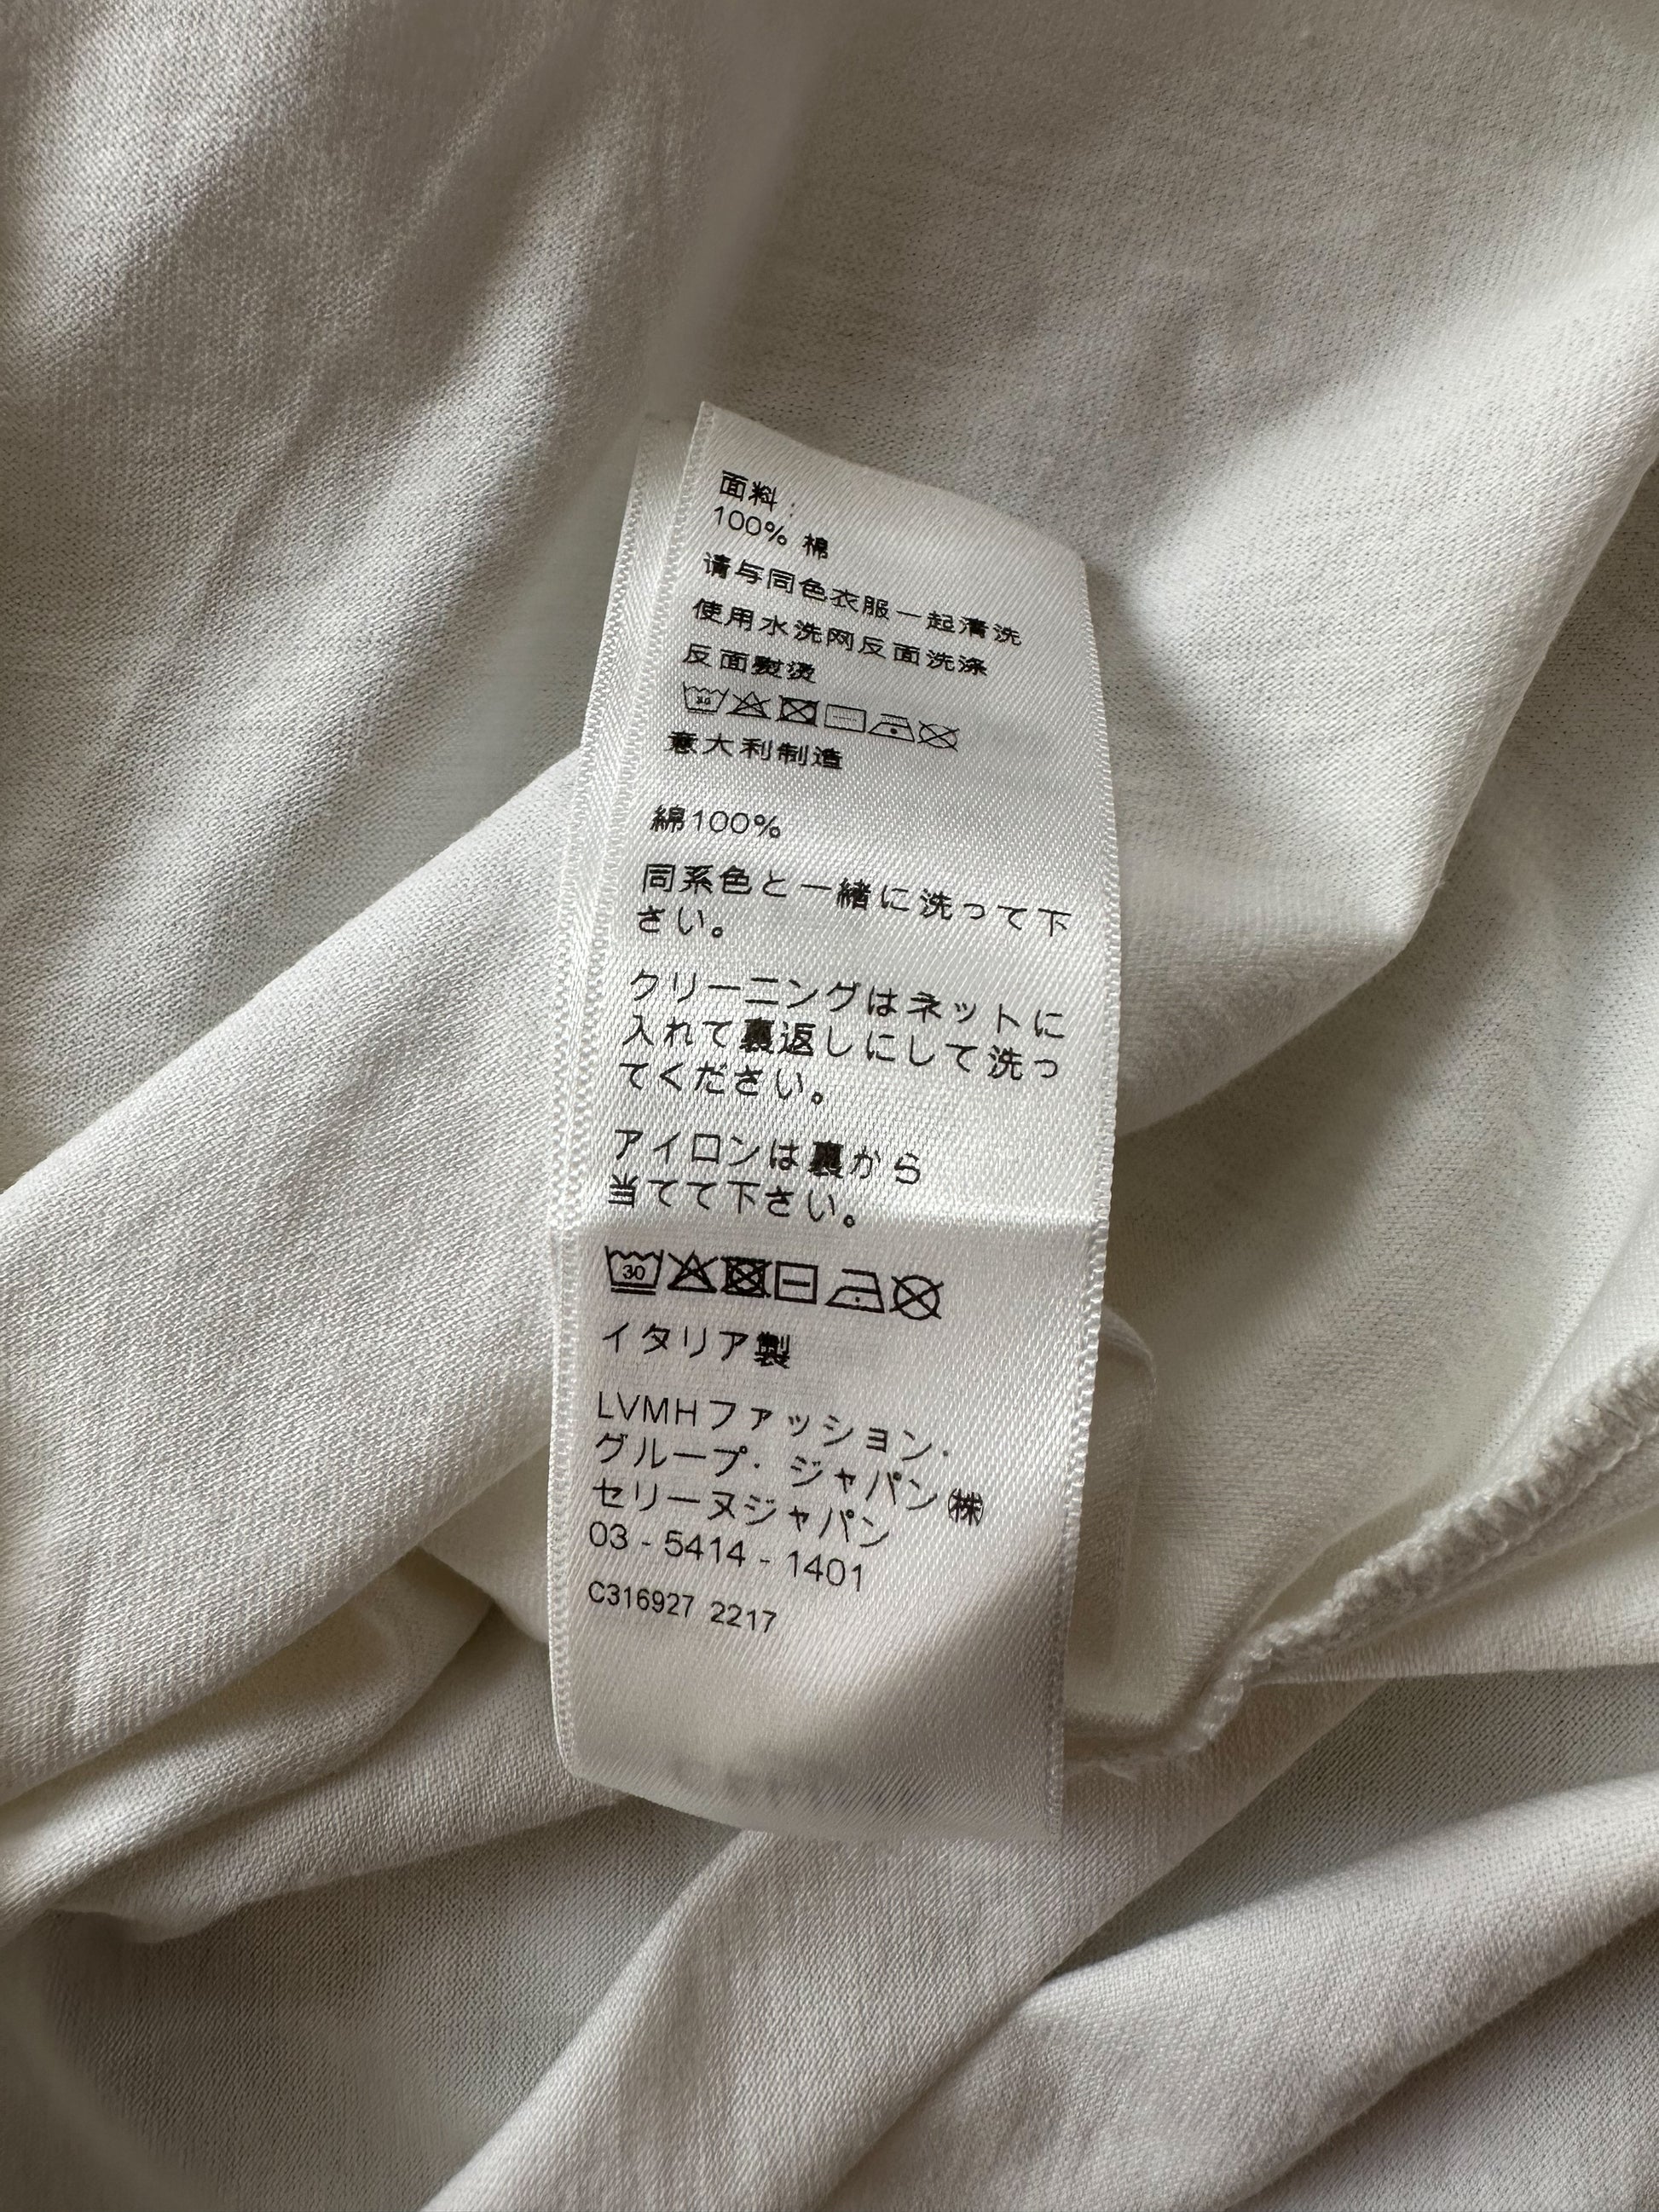 面料：
100% 棉
请与同色衣服一起清洗
使用水洗网反面洗涤
反面熨烫
30
意大利制造
綿100%
同系色と一緒に洗って下
さい。
クリーニングはネットに
入れて裏返しにして洗っ
てください。
アイロンは裏から
当てて下さい。
30
イタリア製
LVMHファッション・
グループ・ジャパン㈱
セリーヌジャパン
03 - 5414 - 1401
C316927 2217